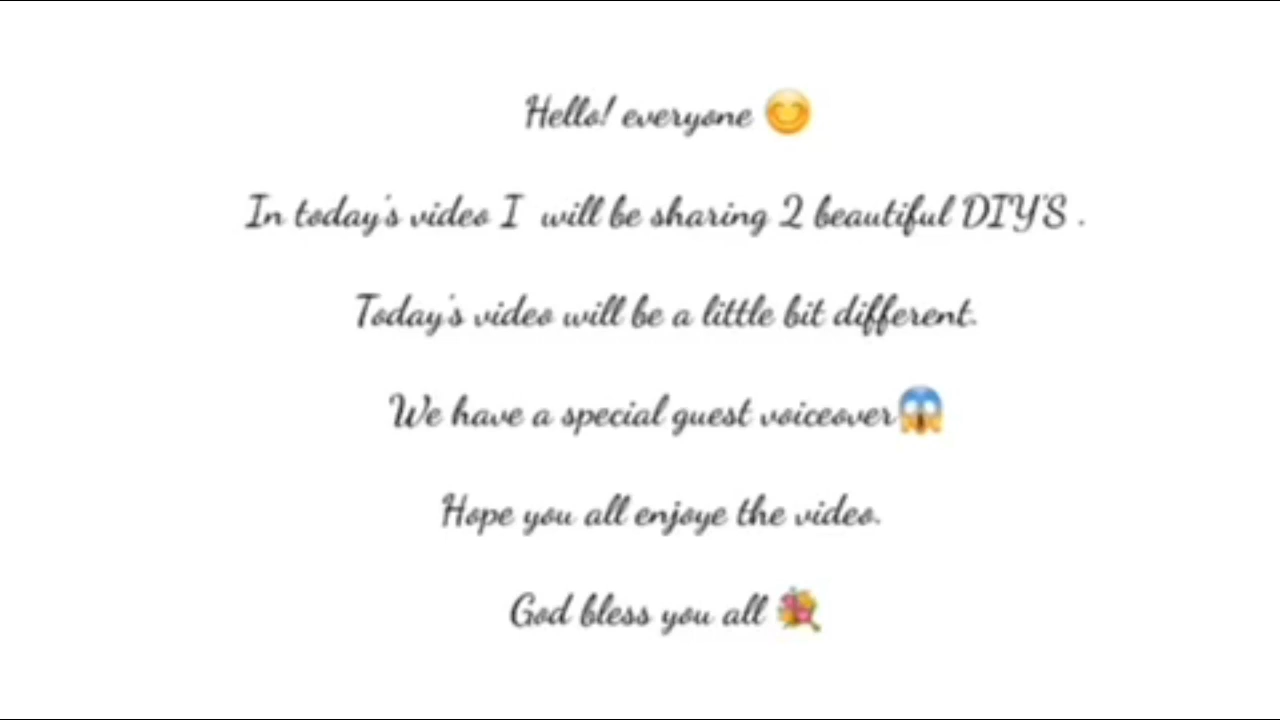 Hello! everyone 😊
In today's video I will be sharing 2 beautiful DIY'S .
Today's video will be a little bit different.
We have a special guest voiceover😱
Hope you all enjoye the video.
God bless you all 💐